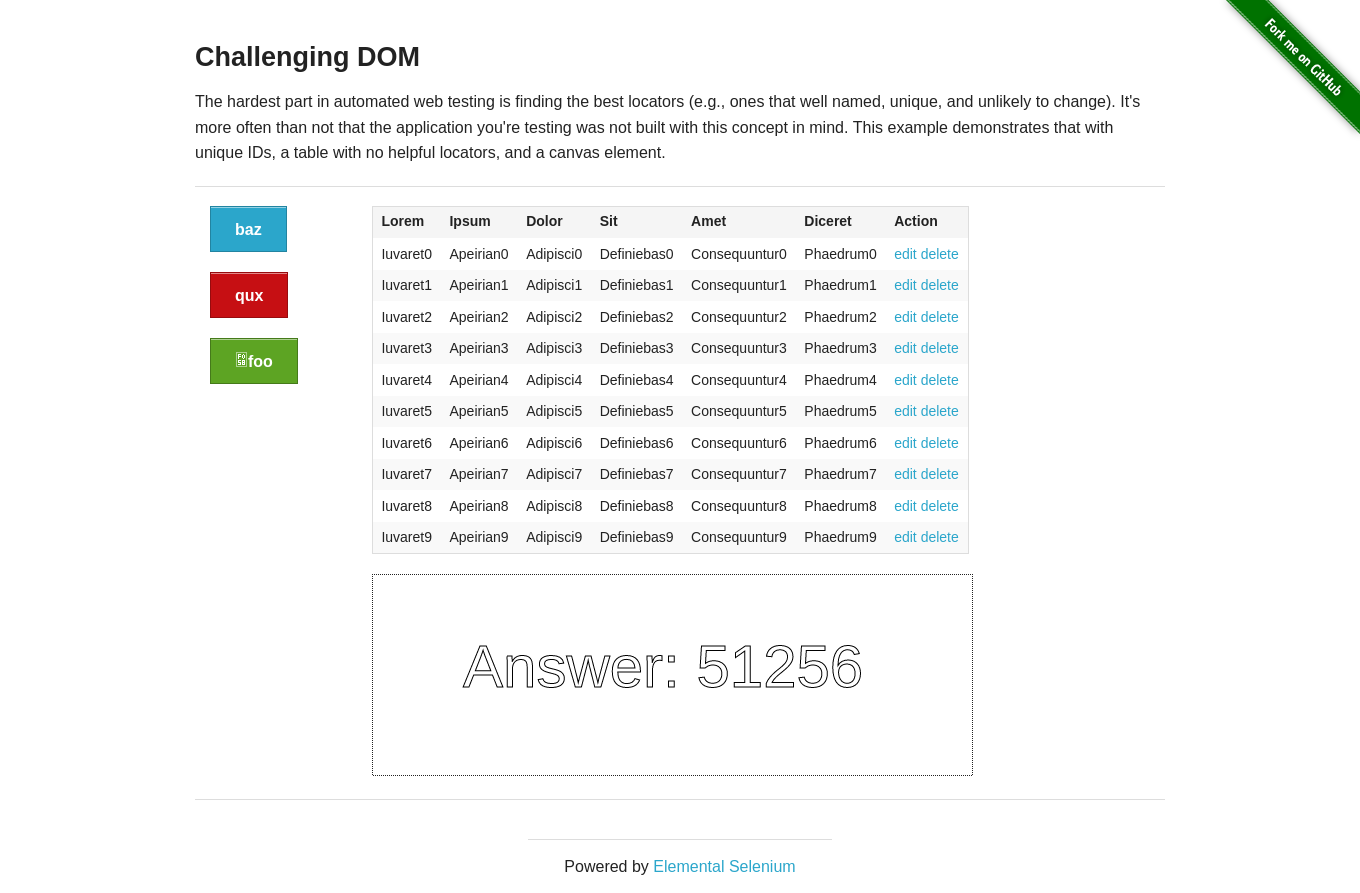 Fork me on GitHub
Challenging DOM
The hardest part in automated web testing is finding the best locators (e.g., ones that well named, unique, and unlikely to change). It's
more often than not that the application you're testing was not built with this concept in mind. This example demonstrates that with
unique IDs, a table with no helpful locators, and a canvas element.
baz
qux
foo
Lorem Ipsum Dolor Sit Amet Diceret Action
Iuvaret0 Apeirian0 Adipisci0 Definiebas0 Consequuntur0 Phaedrum0 edit delete
Iuvaret1 Apeirian1 Adipisci1 Definiebas1 Consequuntur1 Phaedrum1 edit delete
Iuvaret2 Apeirian2 Adipisci2 Definiebas2 Consequuntur2 Phaedrum2 edit delete
Iuvaret3 Apeirian3 Adipisci3 Definiebas3 Consequuntur3 Phaedrum3 edit delete
Iuvaret4 Apeirian4 Adipisci4 Definiebas4 Consequuntur4 Phaedrum4 edit delete
Iuvaret5 Apeirian5 Adipisci5 Definiebas5 Consequuntur5 Phaedrum5 edit delete
Iuvaret6 Apeirian6 Adipisci6 Definiebas6 Consequuntur6 Phaedrum6 edit delete
Iuvaret7 Apeirian7 Adipisci7 Definiebas7 Consequuntur7 Phaedrum7 edit delete
Iuvaret8 Apeirian8 Adipisci8 Definiebas8 Consequuntur8 Phaedrum8 edit delete
Iuvaret9 Apeirian9 Adipisci9 Definiebas9 Consequuntur9 Phaedrum9 edit delete
Answer: 51256
Powered by Elemental Selenium